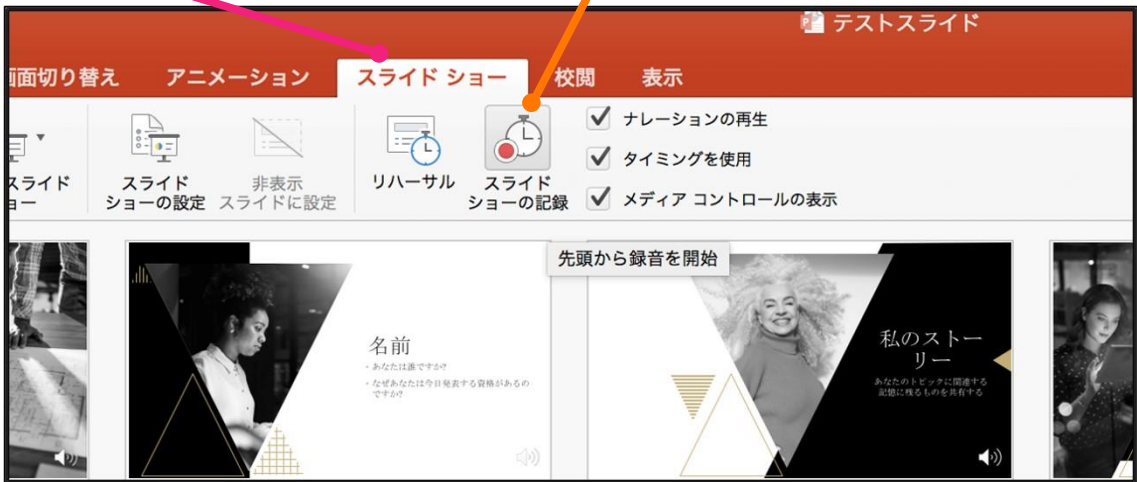 テストスライド
画面切り替え アニメーション スライド ショー 校閲 表示
スライド
ョー
スライド
ショーの設定
非表示
スライドに設定
リハーサル
スライド
ショーの記録
ナレーションの再生
タイミングを使用
メディア コントロールの表示
先頭から録音を開始
名前
・あなたは誰ですか?
・なぜあなたは今日発表する資格があるの
ですか?
私のストー
リー
あなたのトピックに関連する
記憶に残るものを共有する